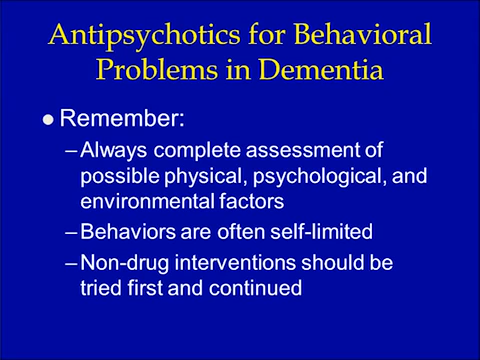 Antipsychotics for Behavioral
Problems in Dementia
● Remember:
–Always complete assessment of
possible physical, psychological, and
environmental factors
–Behaviors are often self-limited
–Non-drug interventions should be
tried first and continued